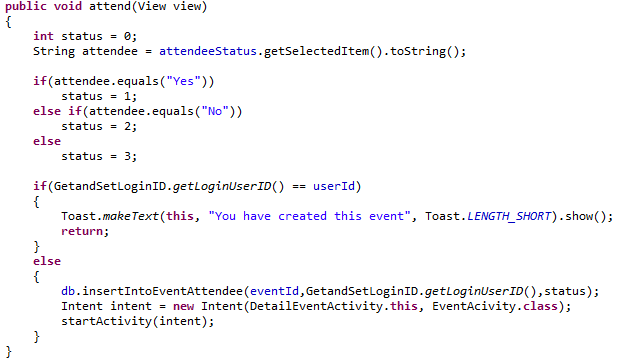 public void attend(View view)
{
    int status = 0;
    String attendee = attendeeStatus.getSelectedItem().toString();

    if(attendee.equals("Yes"))
        status = 1;
    else if(attendee.equals("No"))
        status = 2;
    else
        status = 3;

    if(GetandSetLoginID.getLoginUserID() == userId)
    {
        Toast.makeText(this, "You have created this event", Toast.LENGTH_SHORT).show();
        return;
    }
    else
    {
        db.insertIntoEventAttendee(eventId,GetandSetLoginID.getLoginUserID(),status);
        Intent intent = new Intent(DetailEventActivity.this, EventAcivity.class);
        startActivity(intent);
    }
}